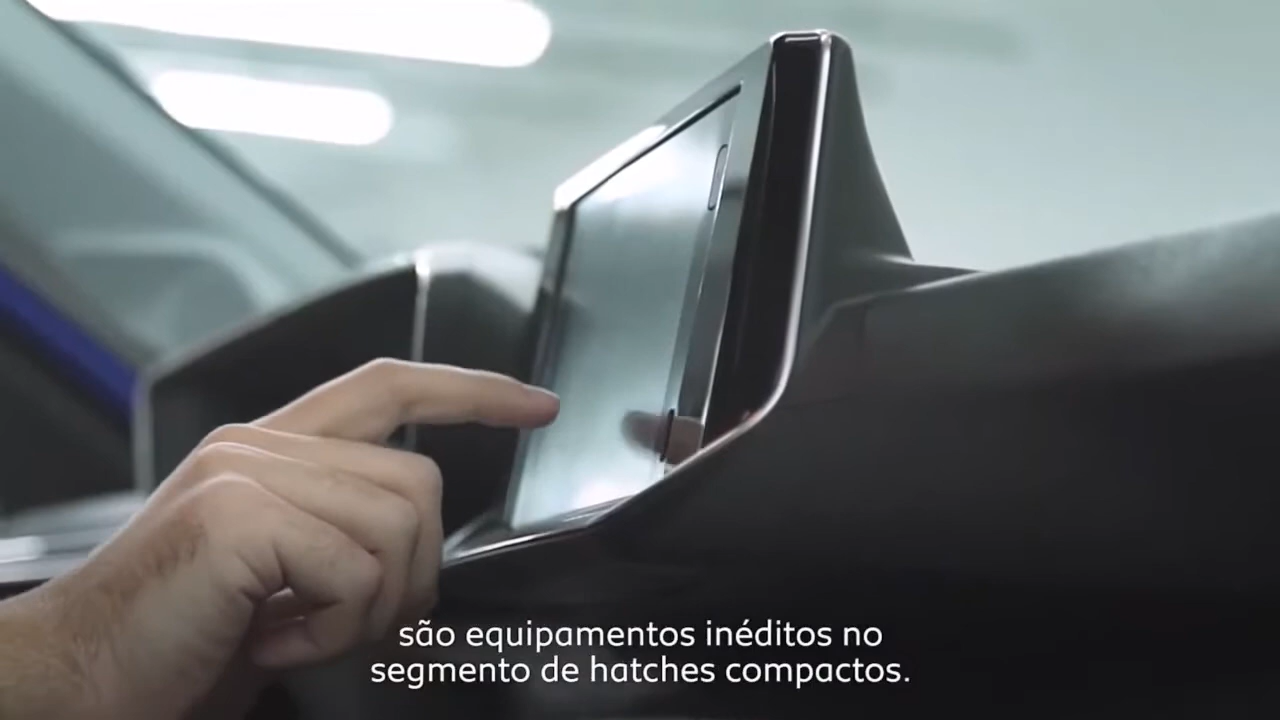 são equipamentos inéditos no
segmento de hatches compactos.